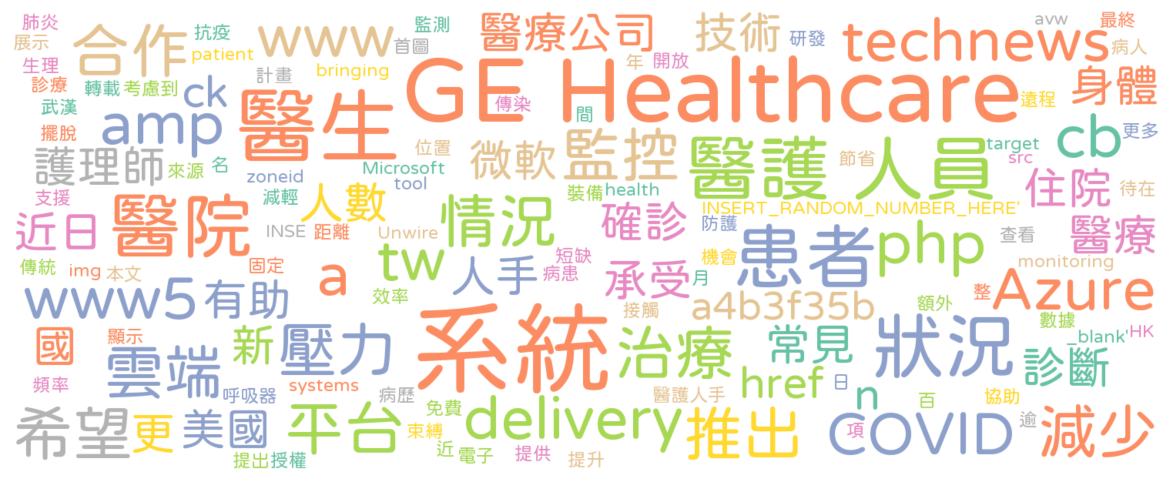 肺炎 合作 抗疫 www 監測 醫療公司 技術 研發 technews avw 最終
展示 patient 首圖 年 開放 病人
生理 計畫 bringing GE Healthcare 身體
診療 轉載 考慮到 ck 傳染 遠程
武漢 amp 醫生 間 cb 更多
擺脫 位置 微軟 監控 醫護人員 節省 target
護理師 來源 名 zoneid Microsoft src
支援 減輕 人數 tool 裝備 health 住院 待在
近日 醫院 INSE 距離 Unwire 情況 確診 防護 INSERT_RANDOM_NUMBER_HERE' 查看 醫療
傳統 img 本文 固定 a tw 人手 短缺 病患 承受 月 機會 患者 php monitoring
www5 有助 效率 接觸 a4b3f35b 額外 整 Azure
國 顯示 新 壓力 系統 治療 常見 狀況 數據 _blank' HK
頻率 雲端 呼吸器 systems 病歷 醫護人手 href 日 n 百 協助 診斷
希望 更 美國 平台 免費 束縛 delivery 推出 項 COVID 逾 減少
提出 授權 近 電子 提供 提升